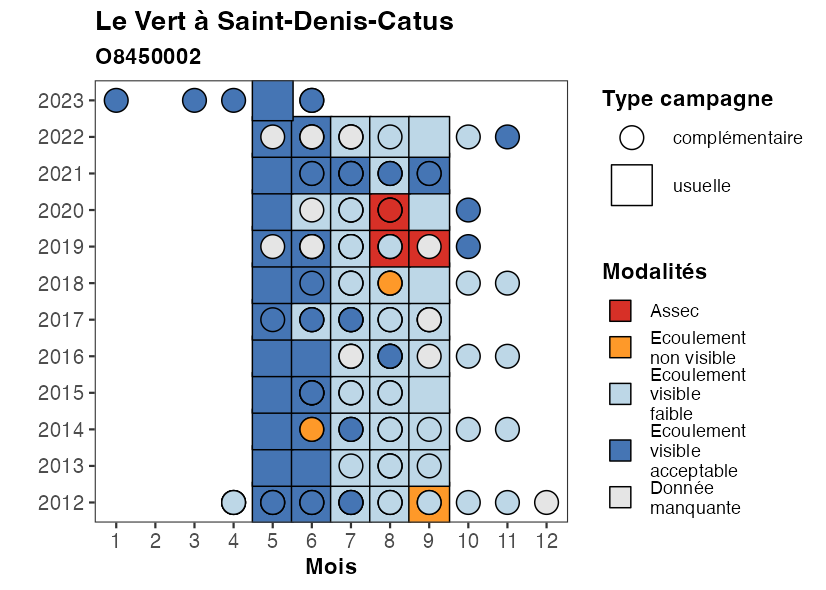 Le Vert à Saint-Denis-Catus
O8450002
2023
2022
2021
2020
2019
2018
2017
2016
2015
2014
2013
2012
1 2 3 4 5 6 7 8 9 10 11 12
Mois
Type campagne
complémentaire
usuelle
Modalités
Assec
Ecoulement
non visible
Ecoulement
visible
faible
Ecoulement
visible
acceptable
Donnée
manquante